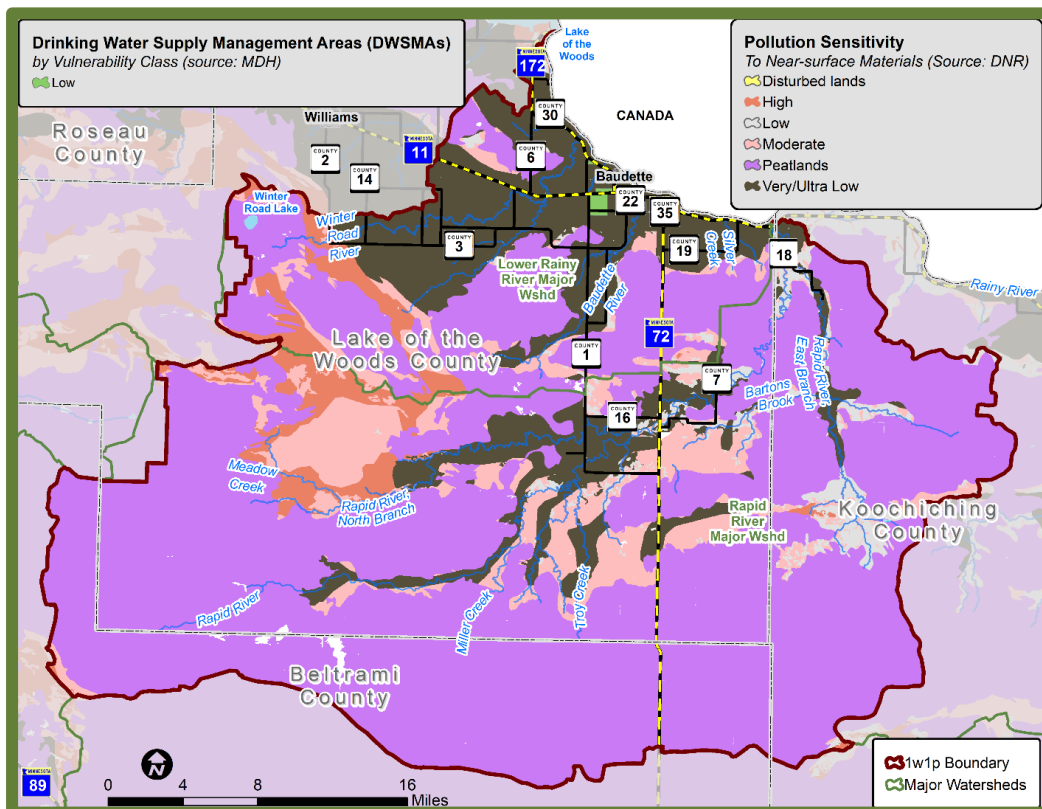 Drinking Water Supply Management Areas (DWSMAs)
by Vulnerability Class (source: MDH)
Low
Pollution Sensitivity
To Near-surface Materials (Source: DNR)
Disturbed lands
High
Low
Moderate
Peatlands
Very/Ultra Low
Lake
of the
Woods
MINNESOTA
172
COUNTY
30
CANADA
Roseau
County
Williams
MINNESOTA
11
COUNTY
2
COUNTY
14
COUNTY
6
Baudette
COUNTY
22
COUNTY
35
Winter
Road Lake
Winter
Road
River
COUNTY
3
COUNTY
19
Silver
Creek
COUNTY
18
Lower Rainy
River Major
Wshd
Baudette
River
Rainy River
Lake of the
Woods County
MINNESOTA
72
COUNTY
1
COUNTY
7
Rapid River,
East Branch
Bartons
Brook
COUNTY
16
Meadow
Creek
Rapid River,
North Branch
Rapid
River
Major Wshd
Koochiching
County
Rapid River
Miller Creek
Troy Creek
Beltrami
County
MINNESOTA
89
N
0 4 8 16
Miles
1w1p Boundary
Major Watersheds